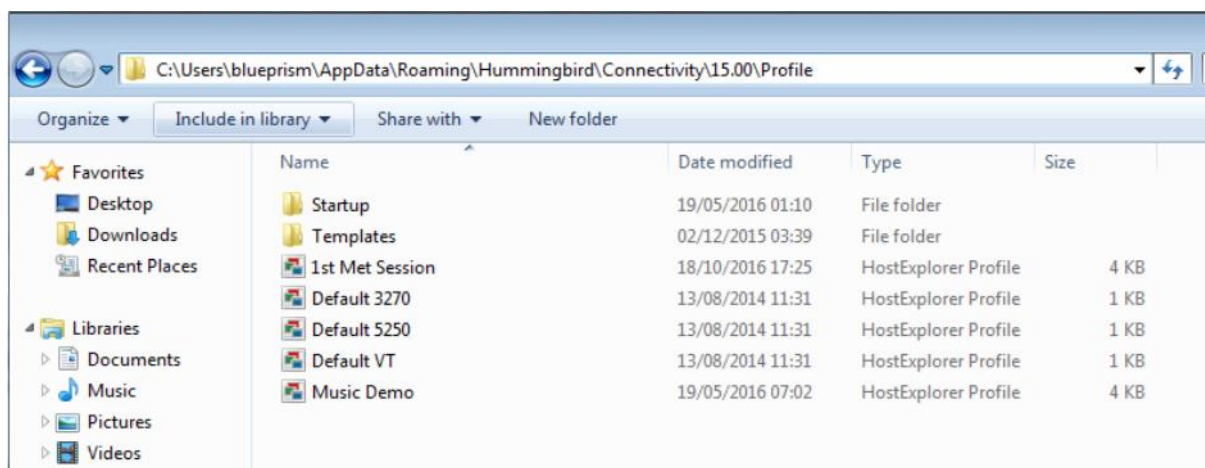 C:\Users\blueprism\AppData\Roaming\Hummingbird\Connectivity\15.00\Profile
Organize Include in library Share with New folder
Favorites
Desktop
Downloads
Recent Places
Libraries
Documents
Music
Pictures
Videos
Name Date modified Type Size
Startup 19/05/2016 01:10 File folder
Templates 02/12/2015 03:39 File folder
1st Met Session 18/10/2016 17:25 HostExplorer Profile 4 KB
Default 3270 13/08/2014 11:31 HostExplorer Profile 1 KB
Default 5250 13/08/2014 11:31 HostExplorer Profile 1 KB
Default VT 13/08/2014 11:31 HostExplorer Profile 1 KB
Music Demo 19/05/2016 07:02 HostExplorer Profile 4 KB